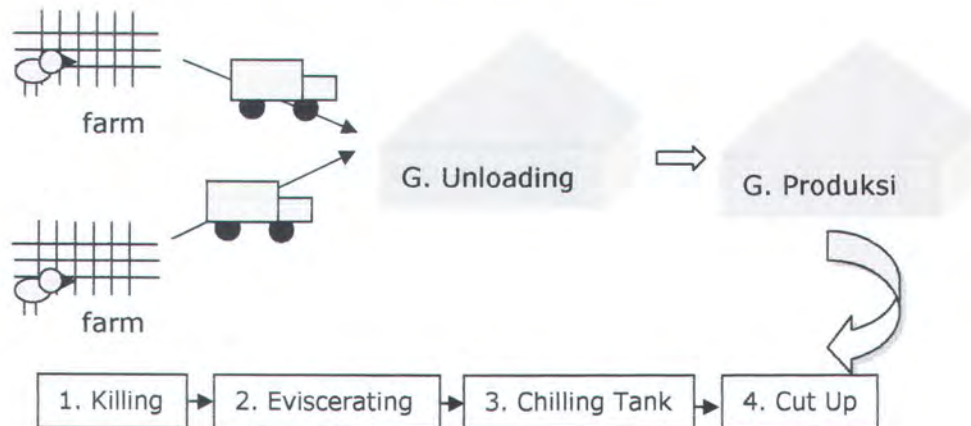 farm
G. Unloading
G. Produksi
farm
1. Killing
2. Eviscerating
3. Chilling Tank
4. Cut Up